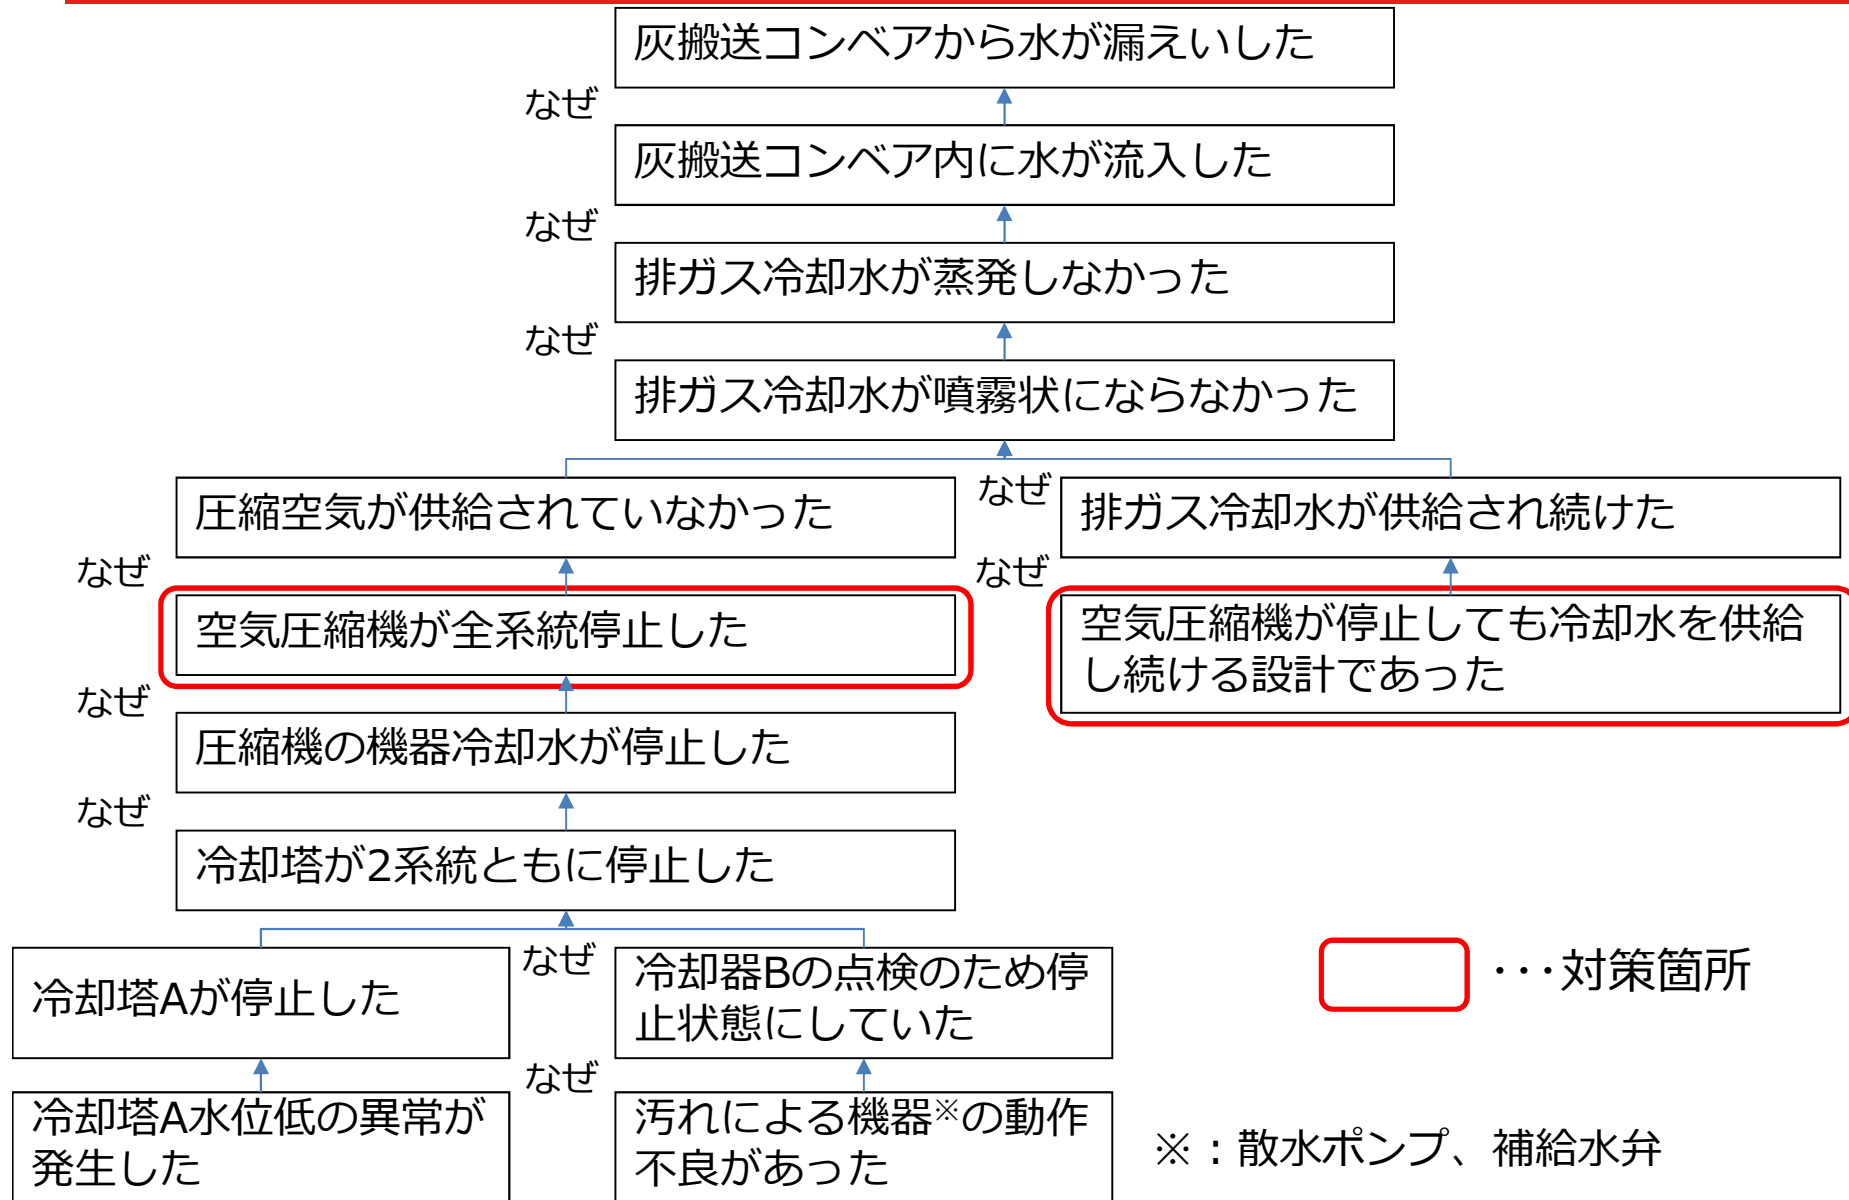 灰搬送コンベアから水が漏えいした
なぜ
灰搬送コンベア内に水が流入した
なぜ
排ガス冷却水が蒸発しなかった
なぜ
排ガス冷却水が噴霧状にならなかった
圧縮空気が供給されていなかった
なぜ
排ガス冷却水が供給され続けた
なぜ
なぜ
空気圧縮機が全系統停止した
空気圧縮機が停止しても冷却水を供給
し続ける設計であった
なぜ
圧縮機の機器冷却水が停止した
なぜ
冷却塔が2系統ともに停止した
冷却塔Aが停止した
なぜ
冷却器Bの点検のため停
止状態にしていた
･･･対策箇所
なぜ
冷却塔A水位低の異常が
発生した
汚れによる機器※の動作
不良があった
※：散水ポンプ、補給水弁